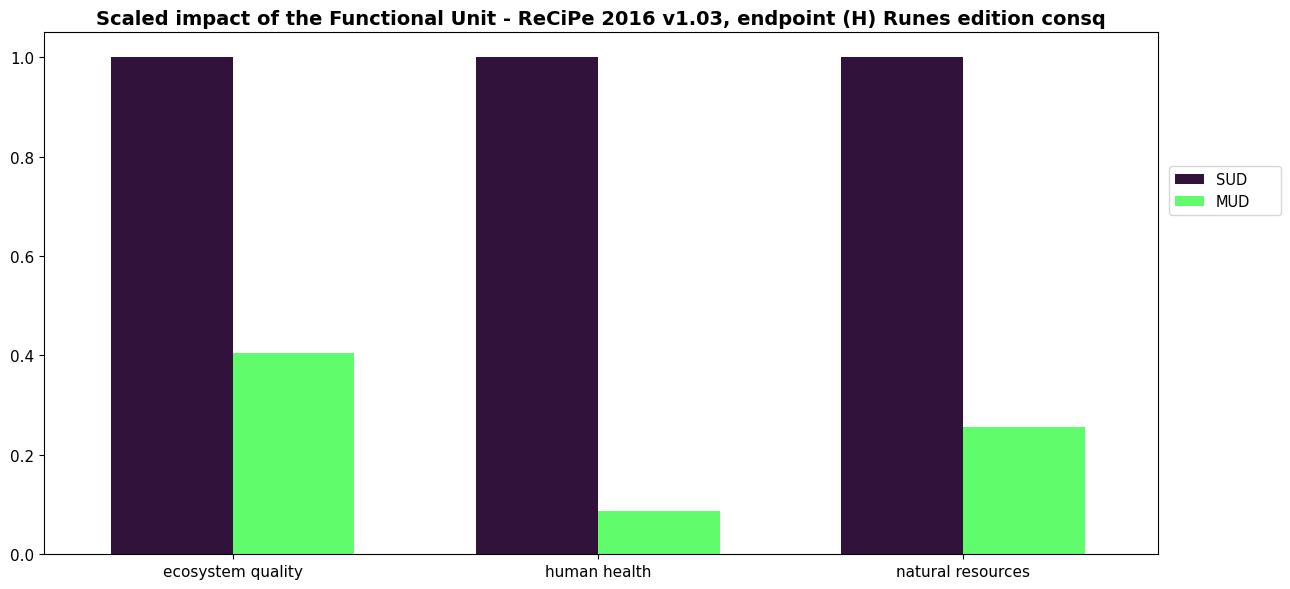 Scaled impact of the Functional Unit - ReCiPe 2016 v1.03, endpoint (H) Runes edition consq
1.0
0.8
0.6
0.4
0.2
0.0
ecosystem quality
human health
natural resources
SUD
MUD